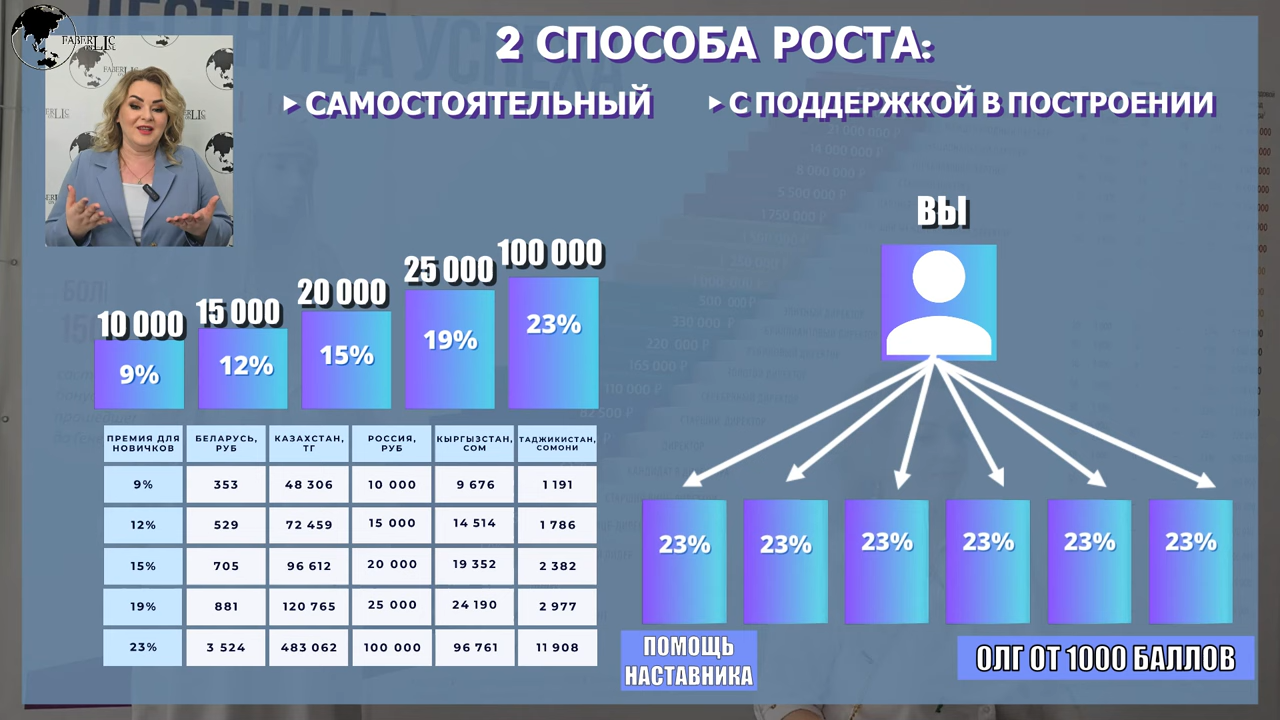 FABERLIC
ONLINE
2 СПОСОБА РОСТА:
▸ САМОСТОЯТЕЛЬНЫЙ
▸ С ПОДДЕРЖКОЙ В ПОСТРОЕНИИ
ВЫ
10 000
15 000
20 000
25 000
100 000
9%
12%
15%
19%
23%
ПРЕМИЯ ДЛЯ НОВИЧКОВ БЕЛАРУСЬ, РУБ КАЗАХСТАН, ТГ РОССИЯ, РУБ КЫРГЫЗСТАН, СОМ ТАДЖИКИСТАН, СОМОНИ
9% 353 48 306 10 000 9 676 1 191
12% 529 72 459 15 000 14 514 1 786
15% 705 96 612 20 000 19 352 2 382
19% 881 120 765 25 000 24 190 2 977
23% 3 524 483 062 100 000 96 761 11 908
23% 23% 23% 23% 23% 23%
ПОМОЩЬ
НАСТАВНИКА
ОЛГ ОТ 1000 БАЛЛОВ